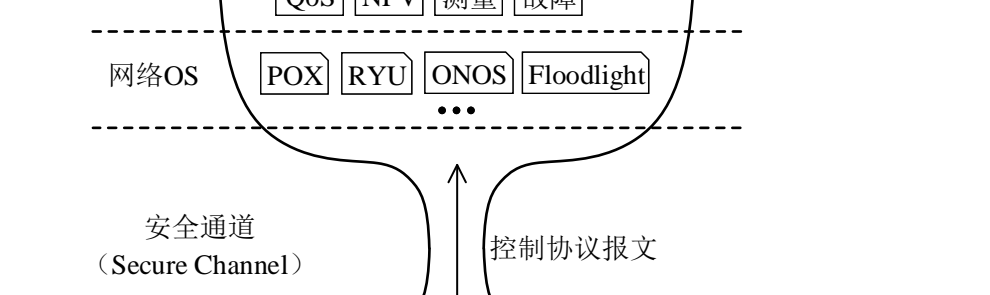 QoS NFV 测量 故障
网络OS POX RYU ONOS Floodlight
•••
安全通道
（Secure Channel）
控制协议报文